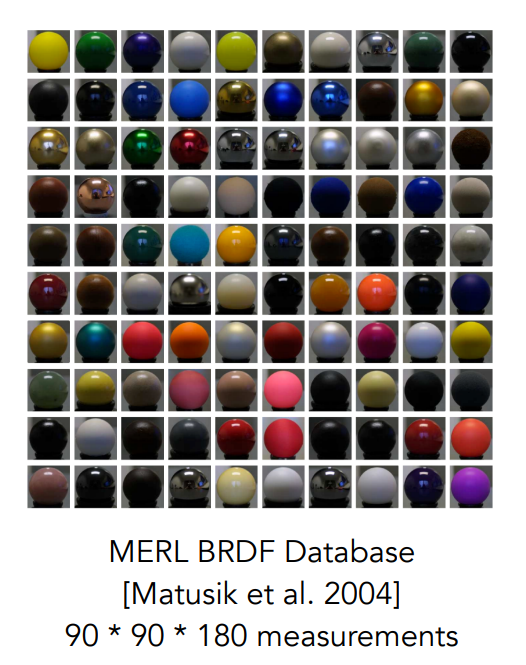 MERL BRDF Database
[Matusik et al. 2004]
90 * 90 * 180 measurements